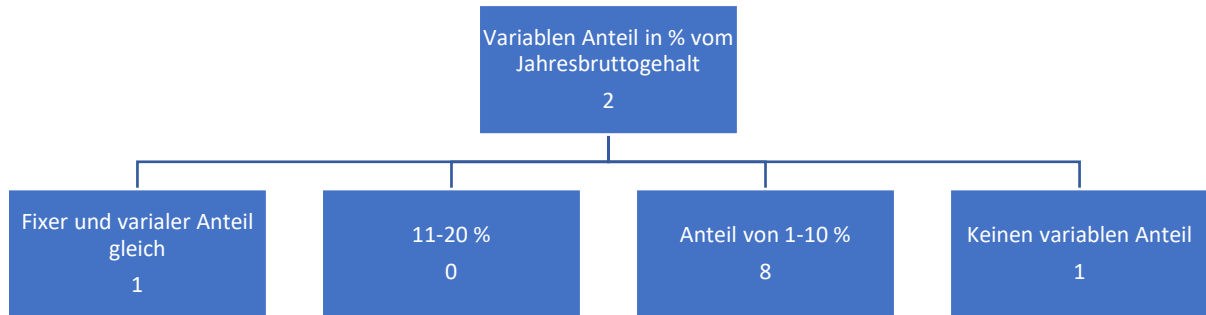 Variablen Anteil in % vom
Jahresbruttogehalt
2
Fixer und varialer Anteil
gleich
1
11-20 %
0
Anteil von 1-10 %
8
Keinen variablen Anteil
1